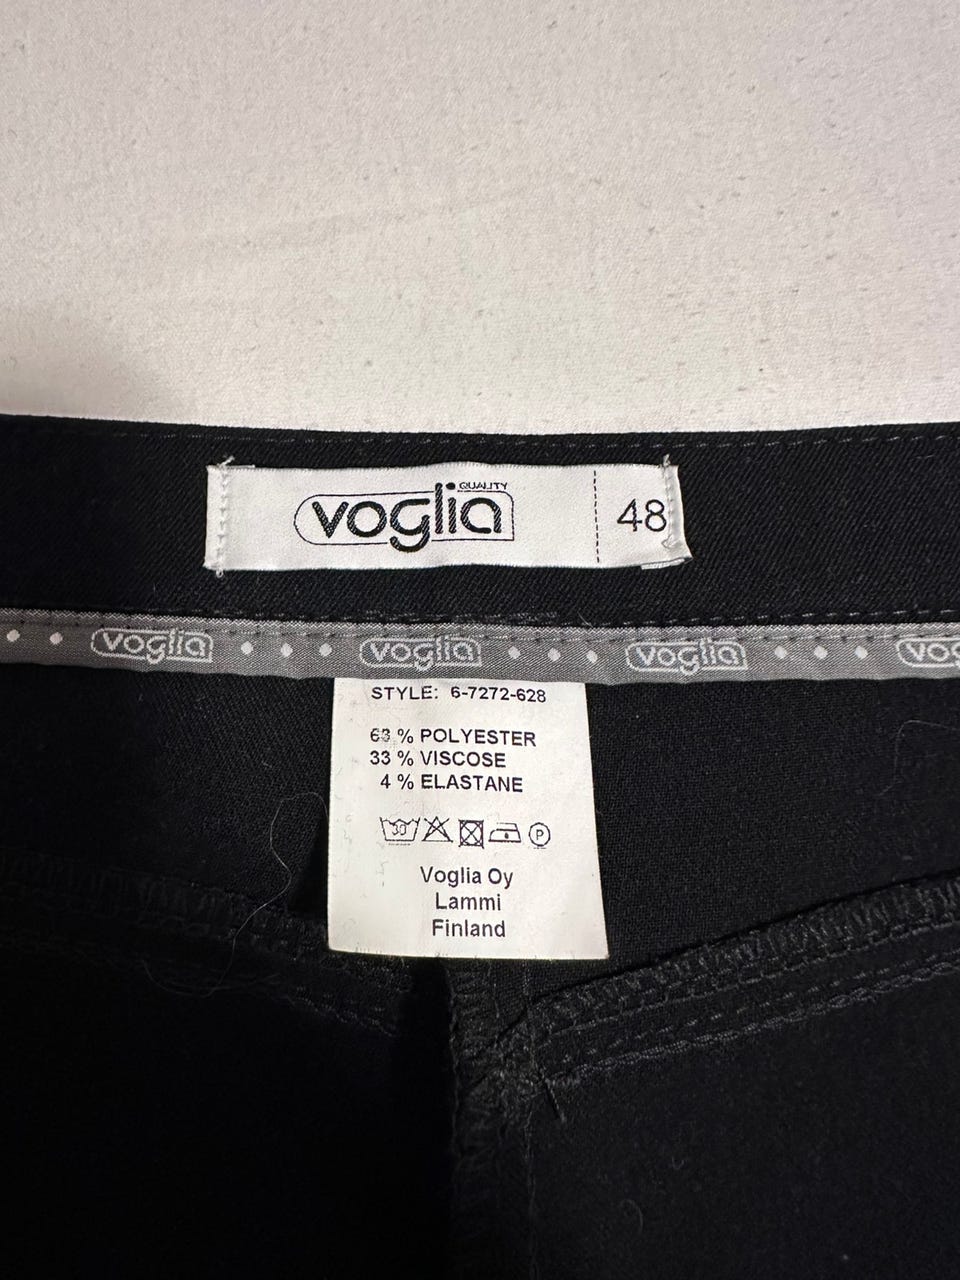 QUALITY
voglia
48
voglia voglia voglia vog
STYLE: 6-7272-628
63 % POLYESTER
33 % VISCOSE
4 % ELASTANE
30 P
Voglia Oy
Lammi
Finland